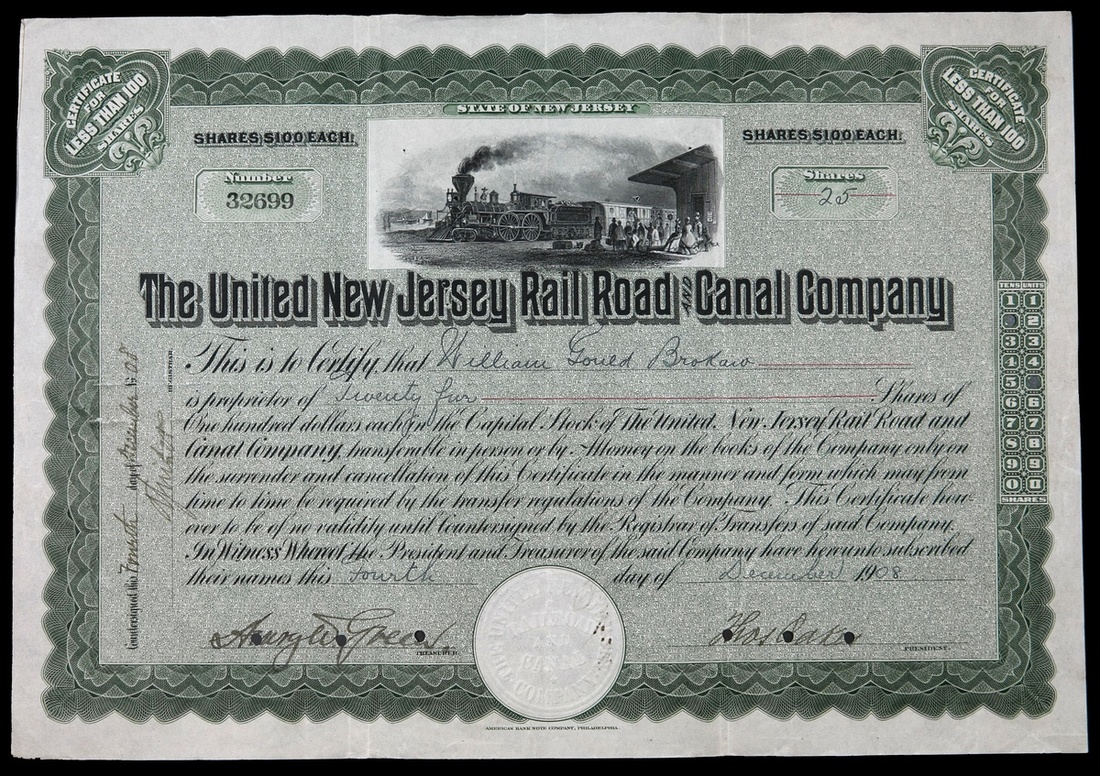 CERTIFICATE FOR LESS THAN 100 SHARES
STATE OF NEW JERSEY
CERTIFICATE FOR LESS THAN 100 SHARES
SHARES $100 EACH.
SHARES $100 EACH.
Number
32699
Shares
25
The United New Jersey Rail Road AND Canal Company
This is to Certify, that William Gould Brokaw
is proprietor of Twenty five Shares of
One hundred dollars each, in the Capital Stock of The United New Jersey Rail Road and
Canal Company, transferable in person or by Attorney on the books of the Company only on
the surrender and cancellation of this Certificate in the manner and form which may from
time to time be required by the transfer regulations of the Company. This Certificate how-
ever to be of no validity until Countersigned by the Registrar of Transfers of said Company.
In Witness Whereof, the President and Treasurer of the said Company have hereunto subscribed
their names this Fourth day of December 1908
TREASURER.
PRESIDENT.
Countersigned this Fourth day of December 1908
REGISTRAR.
TENS UNITS
1 1
2
3 3
4 4
5
6 6
7 7
8 8
9 9
0 0
SHARES
AMERICAN BANK NOTE COMPANY, PHILADELPHIA.